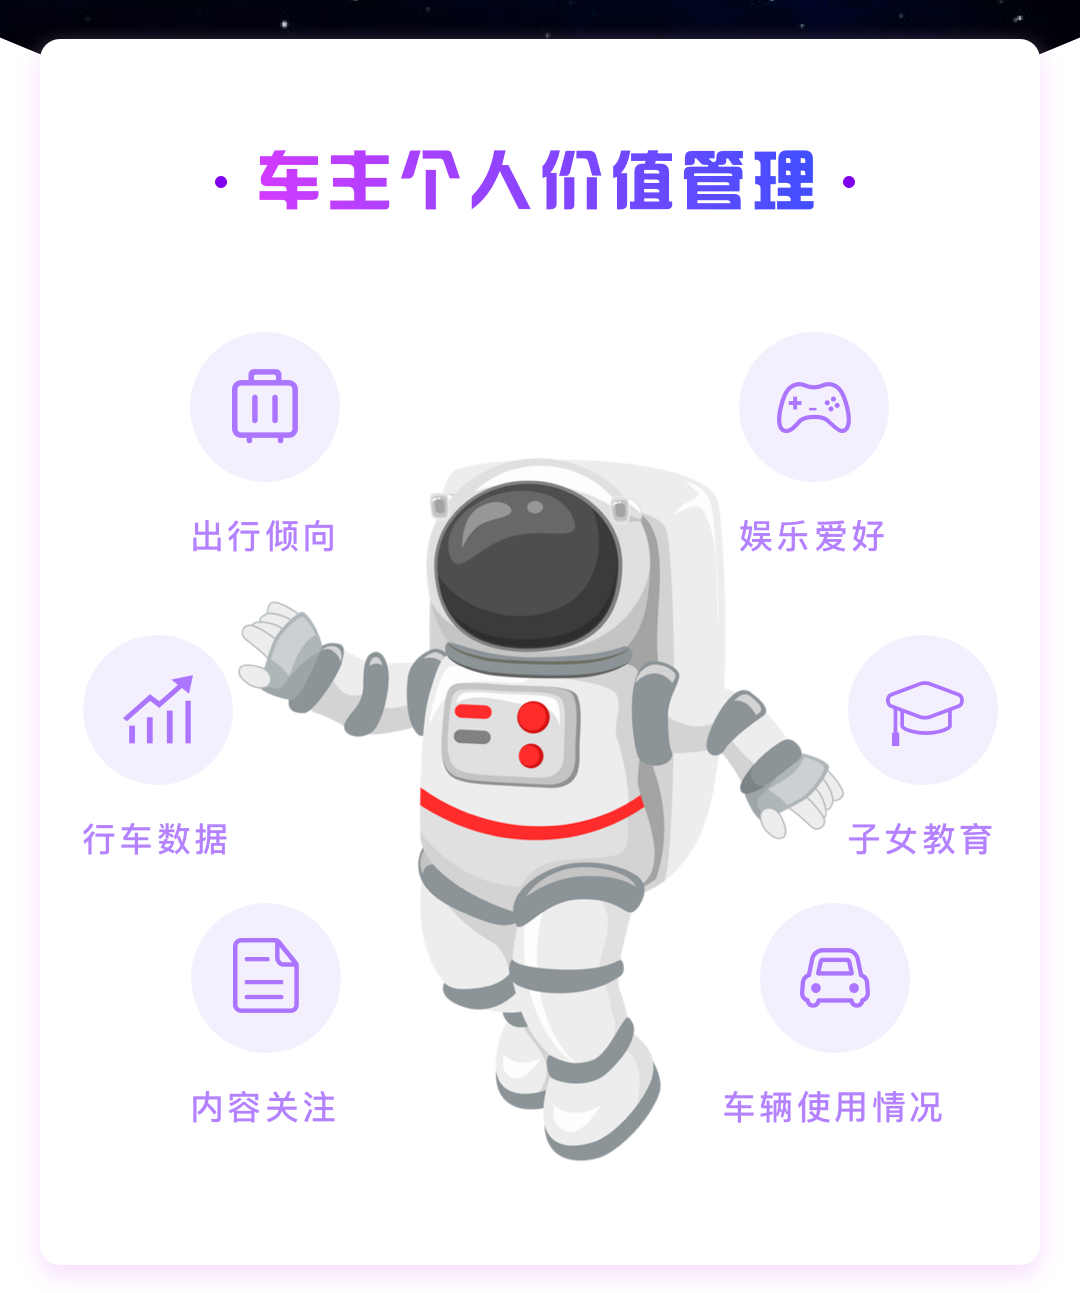 车主个人价值管理
出行倾向
娱乐爱好
行车数据
子女教育
内容关注
车辆使用情况